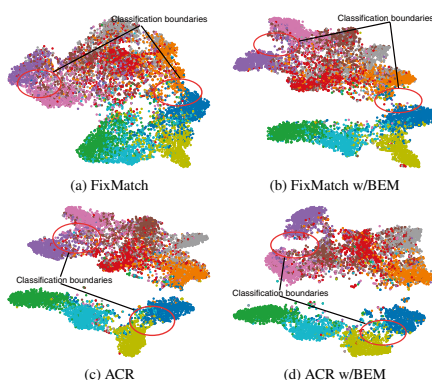 Classification boundaries
Classification boundaries
(a) FixMatch
(b) FixMatch w/BEM
Classification boundaries
Classification boundaries
(c) ACR
(d) ACR w/BEM